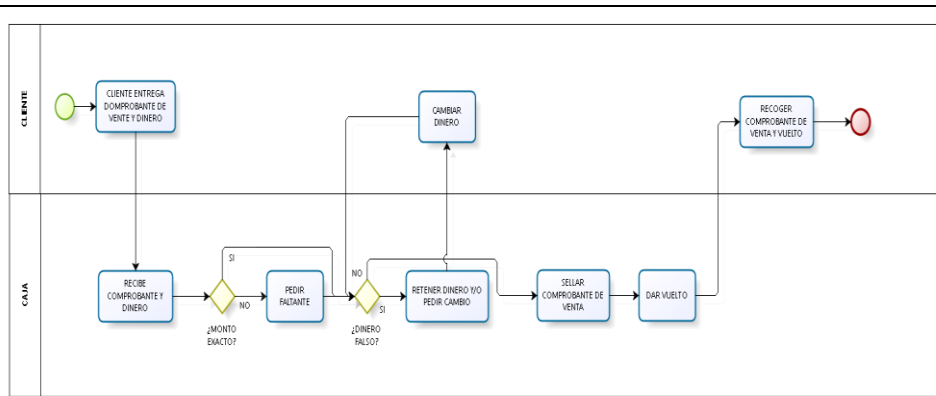 CLIENTE
CLIENTE ENTREGA
DOMPROBANTE DE
VENTE Y DINERO
CAMBIAR
DINERO
RECOGER
COMPROBANTE DE
VENTA Y VUELTO
CAJA
RECIBE
COMPROBANTE Y
DINERO
SI
NO
¿MONTO
EXACTO?
PEDIR
FALTANTE
NO
SI
¿DINERO
FALSO?
RETENER DINERO Y/O
PEDIR CAMBIO
SELLAR
COMPROBANTE DE
VENTA
DAR VUELTO